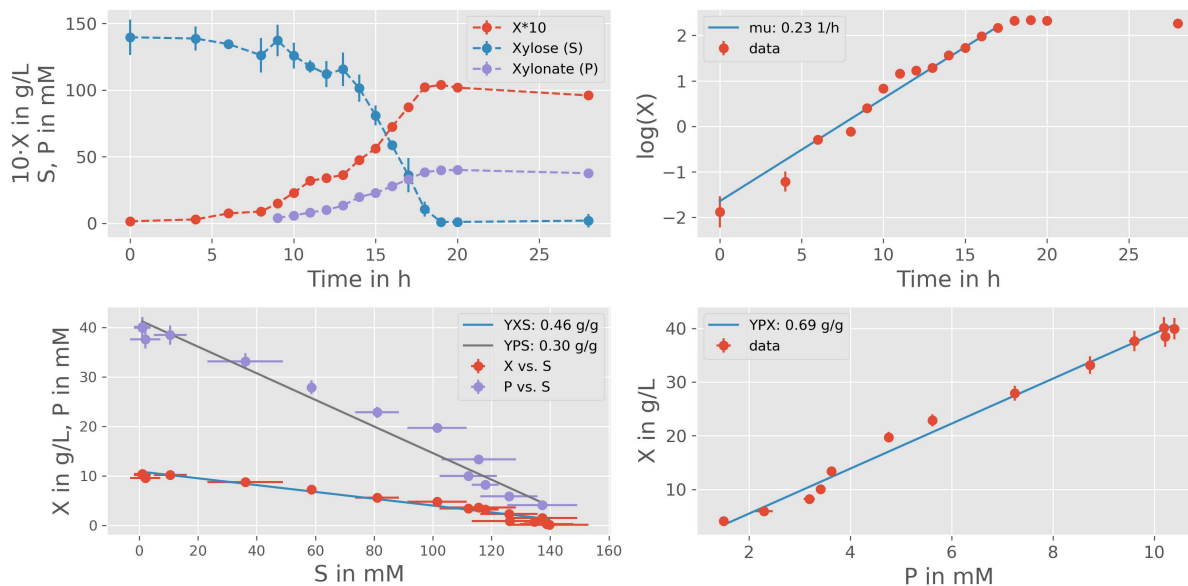 10·X in g/L
S, P in mM
150
100
50
0
X*10
Xylose (S)
Xylonate (P)
0 5 10 15 20 25
Time in h
log(X)
2
1
0
−1
−2
mu: 0.23 1/h
data
0 5 10 15 20 25
Time in h
X in g/L, P in mM
40
30
20
10
0
YXS: 0.46 g/g
YPS: 0.30 g/g
X vs. S
P vs. S
0 20 40 60 80 100 120 140 160
S in mM
X in g/L
40
30
20
10
YPX: 0.69 g/g
data
2 4 6 8 10
P in mM